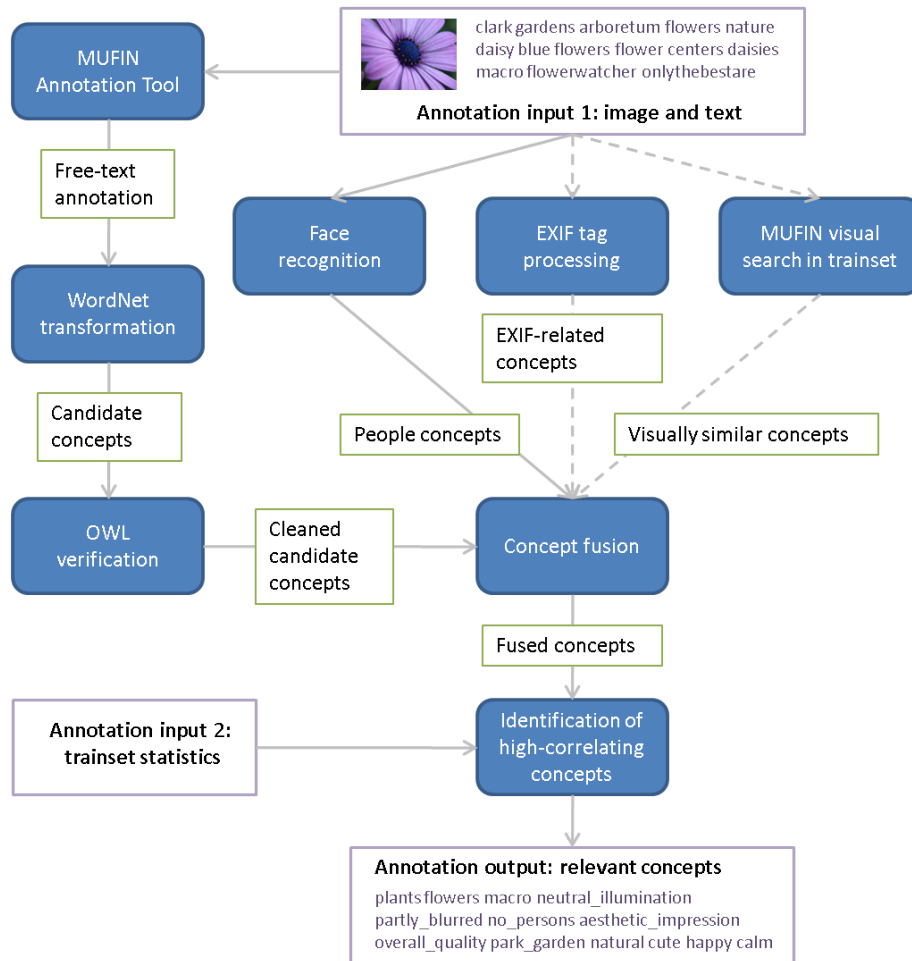 clark gardens arboretum flowers nature
daisy blue flowers flower centers daisies
macro flowerwatcher onlythebestare
Annotation input 1: image and text
MUFIN
Annotation Tool
Free-text
annotation
Face
recognition
EXIF tag
processing
MUFIN visual
search in trainset
WordNet
transformation
EXIF-related
concepts
Candidate
concepts
People concepts
Visually similar concepts
OWL
verification
Cleaned
candidate
concepts
Concept fusion
Fused concepts
Annotation input 2:
trainset statistics
Identification of
high-correlating
concepts
Annotation output: relevant concepts
plants flowers macro neutral_illumination
partly_blurred no_persons aesthetic_impression
overall_quality park_garden natural cute happy calm